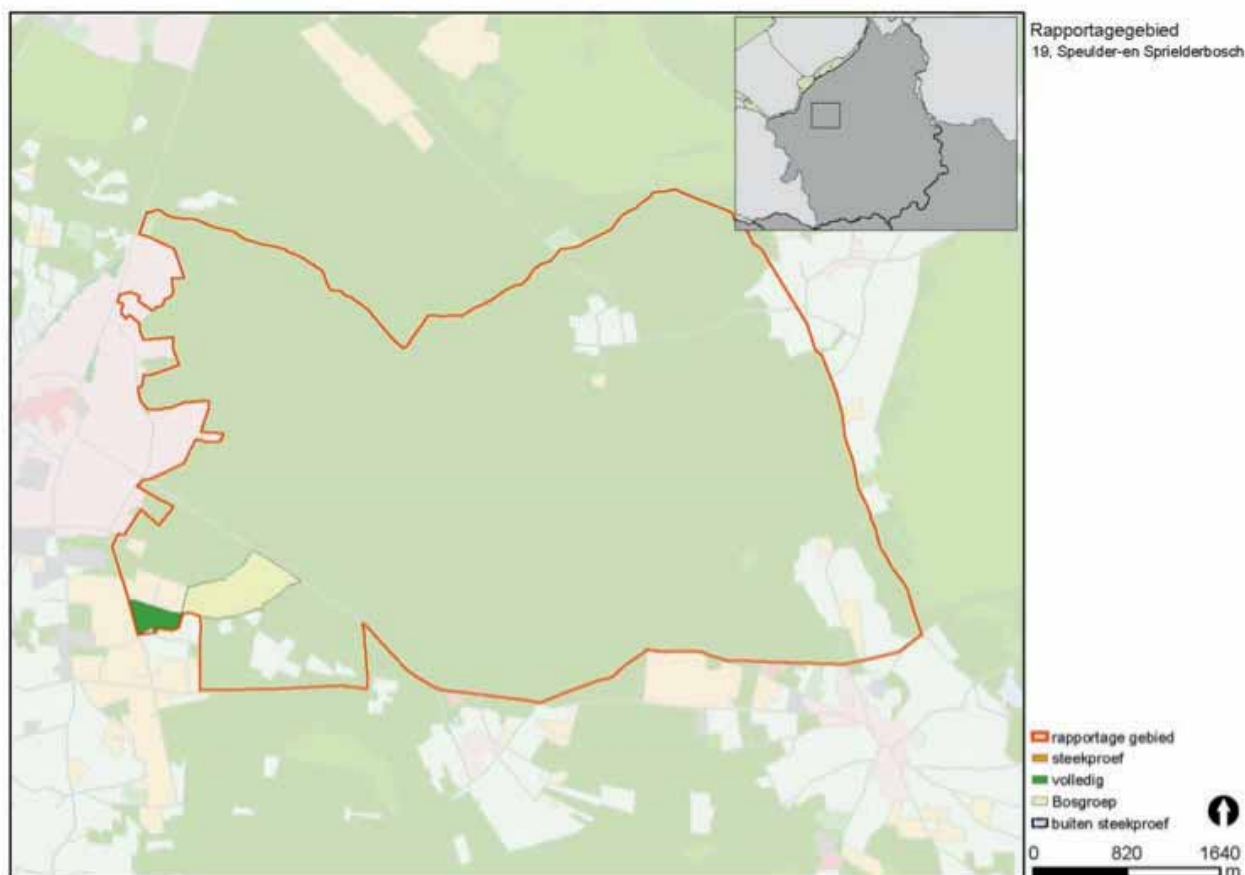 Rapportagegebied
19, Speulder-en Sprielderbosch
rapportage gebied
steekproef
volledig
Bosgroep
buiten steekproef
0 820 1640
m